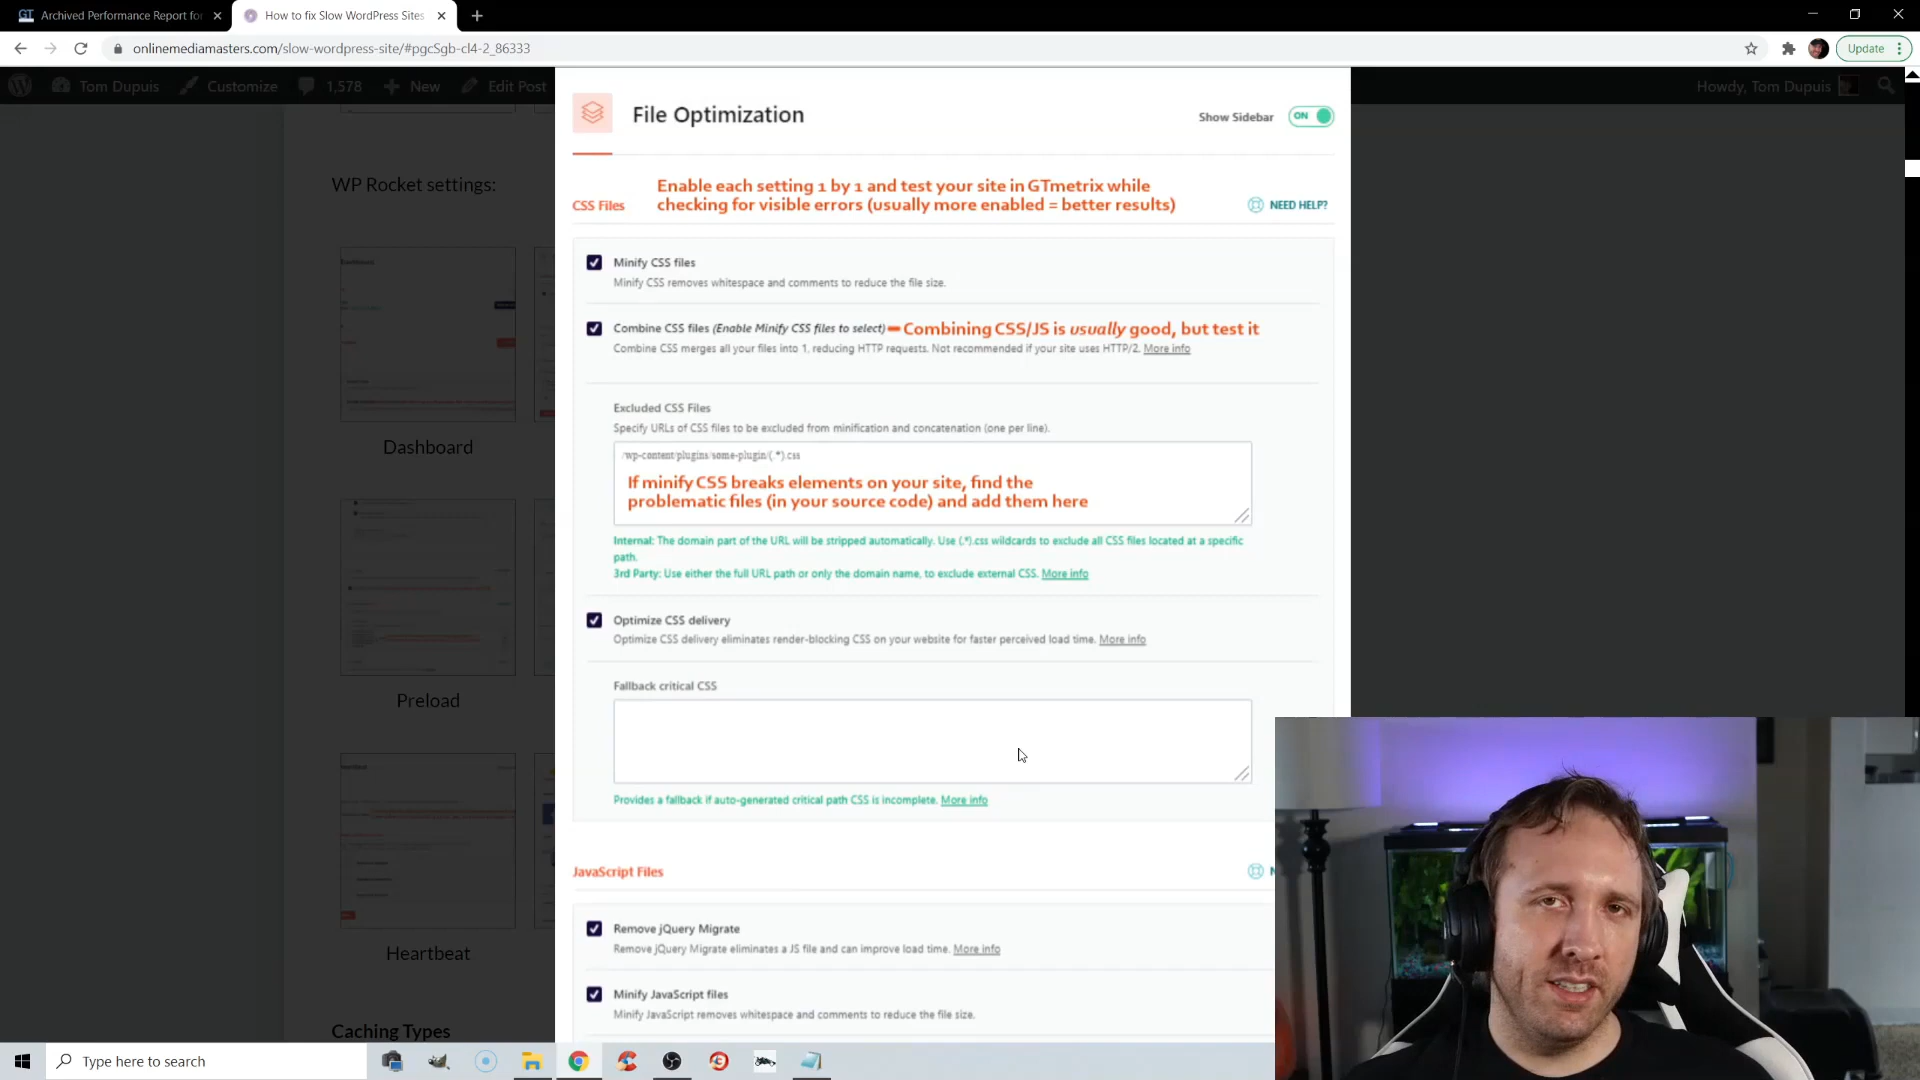 Archived Performance Report for
How to fix Slow WordPress Sites
onlinemediamasters.com/slow-wordpress-site/#pgcSgb-cl4-2_86333
Update
Tom Dupuis
Customize
1,578
New
Edit Post
Howdy, Tom Dupuis
File Optimization
Show Sidebar
ON
WP Rocket settings:
Enable each setting 1 by 1 and test your site in GTmetrix while
checking for visible errors (usually more enabled = better results)
CSS Files
NEED HELP?
Minify CSS files
Minify CSS removes whitespace and comments to reduce the file size.
Combine CSS files (Enable Minify CSS files to select) Combining CSS/JS is usually good, but test it
Combine CSS merges all your files into 1, reducing HTTP requests. Not recommended if your site uses HTTP/2. More info
Excluded CSS Files
Specify URLs of CSS files to be excluded from minification and concatenation (one per line).
/wp-content/plugins/some-plugin/(.*).css
If minify CSS breaks elements on your site, find the
problematic files (in your source code) and add them here
Internal: The domain part of the URL will be stripped automatically. Use (.*).css wildcards to exclude all CSS files located at a specific
path.
3rd Party: Use either the full URL path or only the domain name, to exclude external CSS. More info
Optimize CSS delivery
Optimize CSS delivery eliminates render-blocking CSS on your website for faster perceived load time. More info
Fallback critical CSS
Provides a fallback if auto-generated critical path CSS is incomplete. More info
JavaScript Files
Remove jQuery Migrate
Remove jQuery Migrate eliminates a JS file and can improve load time. More info
Minify JavaScript files
Minify JavaScript removes whitespace and comments to reduce the file size.
Dashboard
Preload
Heartbeat
Caching Types
Type here to search